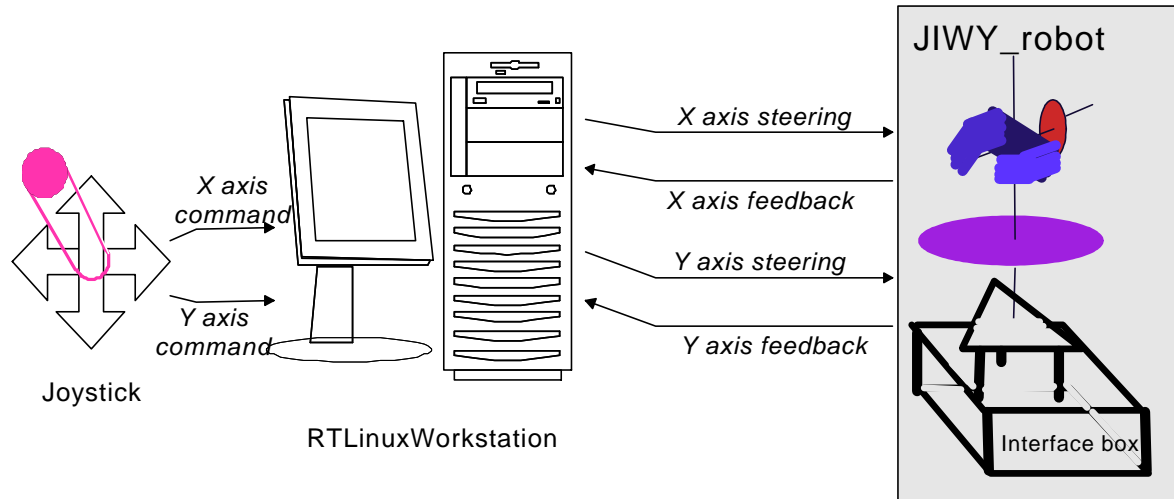 JIWY_robot
X axis steering
X axis
command
X axis feedback
Y axis steering
Y axis
command
Y axis feedback
Joystick
RTLinuxWorkstation
Interface box